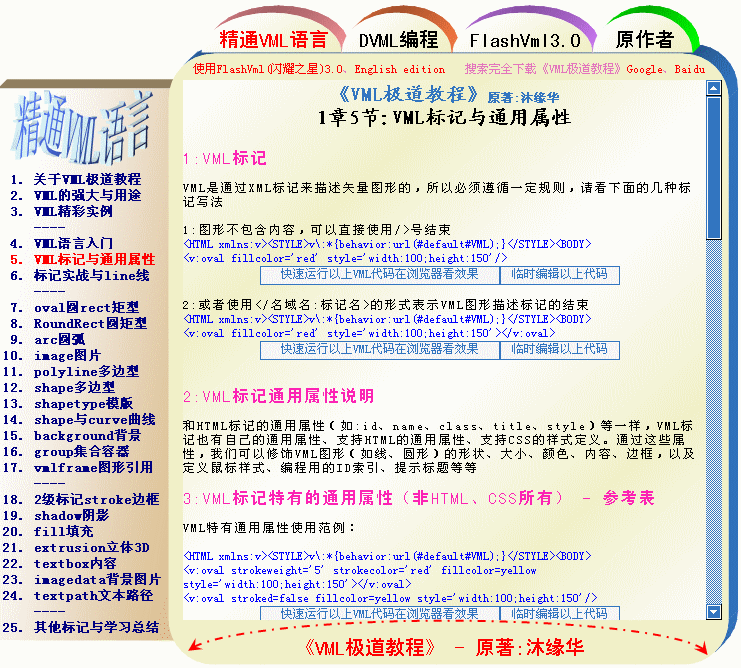 精通VML语言
DVML编程
FlashVml3.0
原作者
使用FlashVml(闪耀之星)3.0、English edition
搜索完全下载《VML极道教程》Google、Baidu
精通VML语言
1. 关于VML极道教程
2. VML的强大与用途
3. VML精彩实例
----
4. VML语言入门
5. VML标记与通用属性
6. 标记实战与line线
----
7. oval圆rect矩型
8. RoundRect圆矩型
9. arc圆弧
10. image图片
11. polyline多边型
12. shape多边型
13. shapetype模版
14. shape与curve曲线
15. background背景
16. group集合容器
17. vmlframe图形引用
----
18. 2级标记stroke边框
19. shadow阴影
20. fill填充
21. extrusion立体3D
22. textbox内容
23. imagedata背景图片
24. textpath文本路径
----
25. 其他标记与学习总结
《VML极道教程》原著:沐缘华
1章5节:VML标记与通用属性
1:VML标记
VML是通过XML标记来描述矢量图形的，所以必须遵循一定规则，请看下面的几种标
记写法
1:图形不包含内容，可以直接使用/>号结束
<HTML xmlns:v><STYLE>v\:*{behavior:url(#default#VML);}</STYLE><BODY>
<v:oval fillcolor='red' style='width:100;height:150'/>
快速运行以上VML代码在浏览器看效果
临时编辑以上代码
2:或者使用</名域名:标记名>的形式表示VML图形描述标记的结束
<HTML xmlns:v><STYLE>v\:*{behavior:url(#default#VML);}</STYLE><BODY>
<v:oval fillcolor='red' style='width:100;height:150'></v:oval>
快速运行以上VML代码在浏览器看效果
临时编辑以上代码
2:VML标记通用属性说明
和HTML标记的通用属性（如:id、name、class、title、style）等一样，VML标
记也有自己的通用属性、支持HTML的通用属性、支持CSS的样式定义。通过这些属
性，我们可以修饰VML图形（如线、圆形）的形状、大小、颜色、内容、边框，以及
定义鼠标样式、编程用的ID索引、提示标题等等
3:VML标记特有的通用属性（非HTML、CSS所有） - 参考表
VML特有通用属性使用范例：
<HTML xmlns:v><STYLE>v\:*{behavior:url(#default#VML);}</STYLE><BODY>
<v:oval strokeweight='5' strokecolor='red' fillcolor=yellow
style='width:100;height:150'></v:oval>
<v:oval stroked=false fillcolor=yellow style='width:100;height:150'/>
快速运行以上VML代码在浏览器看效果
临时编辑以上代码
《VML极道教程》 - 原著:沐缘华